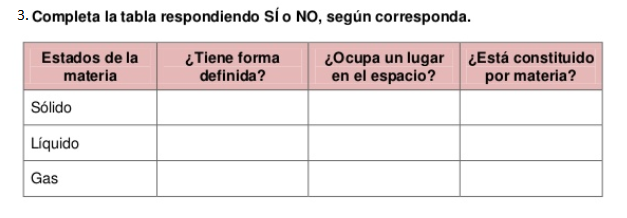 3. Completa la tabla respondiendo SÍ o NO, según corresponda.
Estados de la materia | ¿Tiene forma definida? | ¿Ocupa un lugar en el espacio? | ¿Está constituido por materia?
Sólido
Líquido
Gas